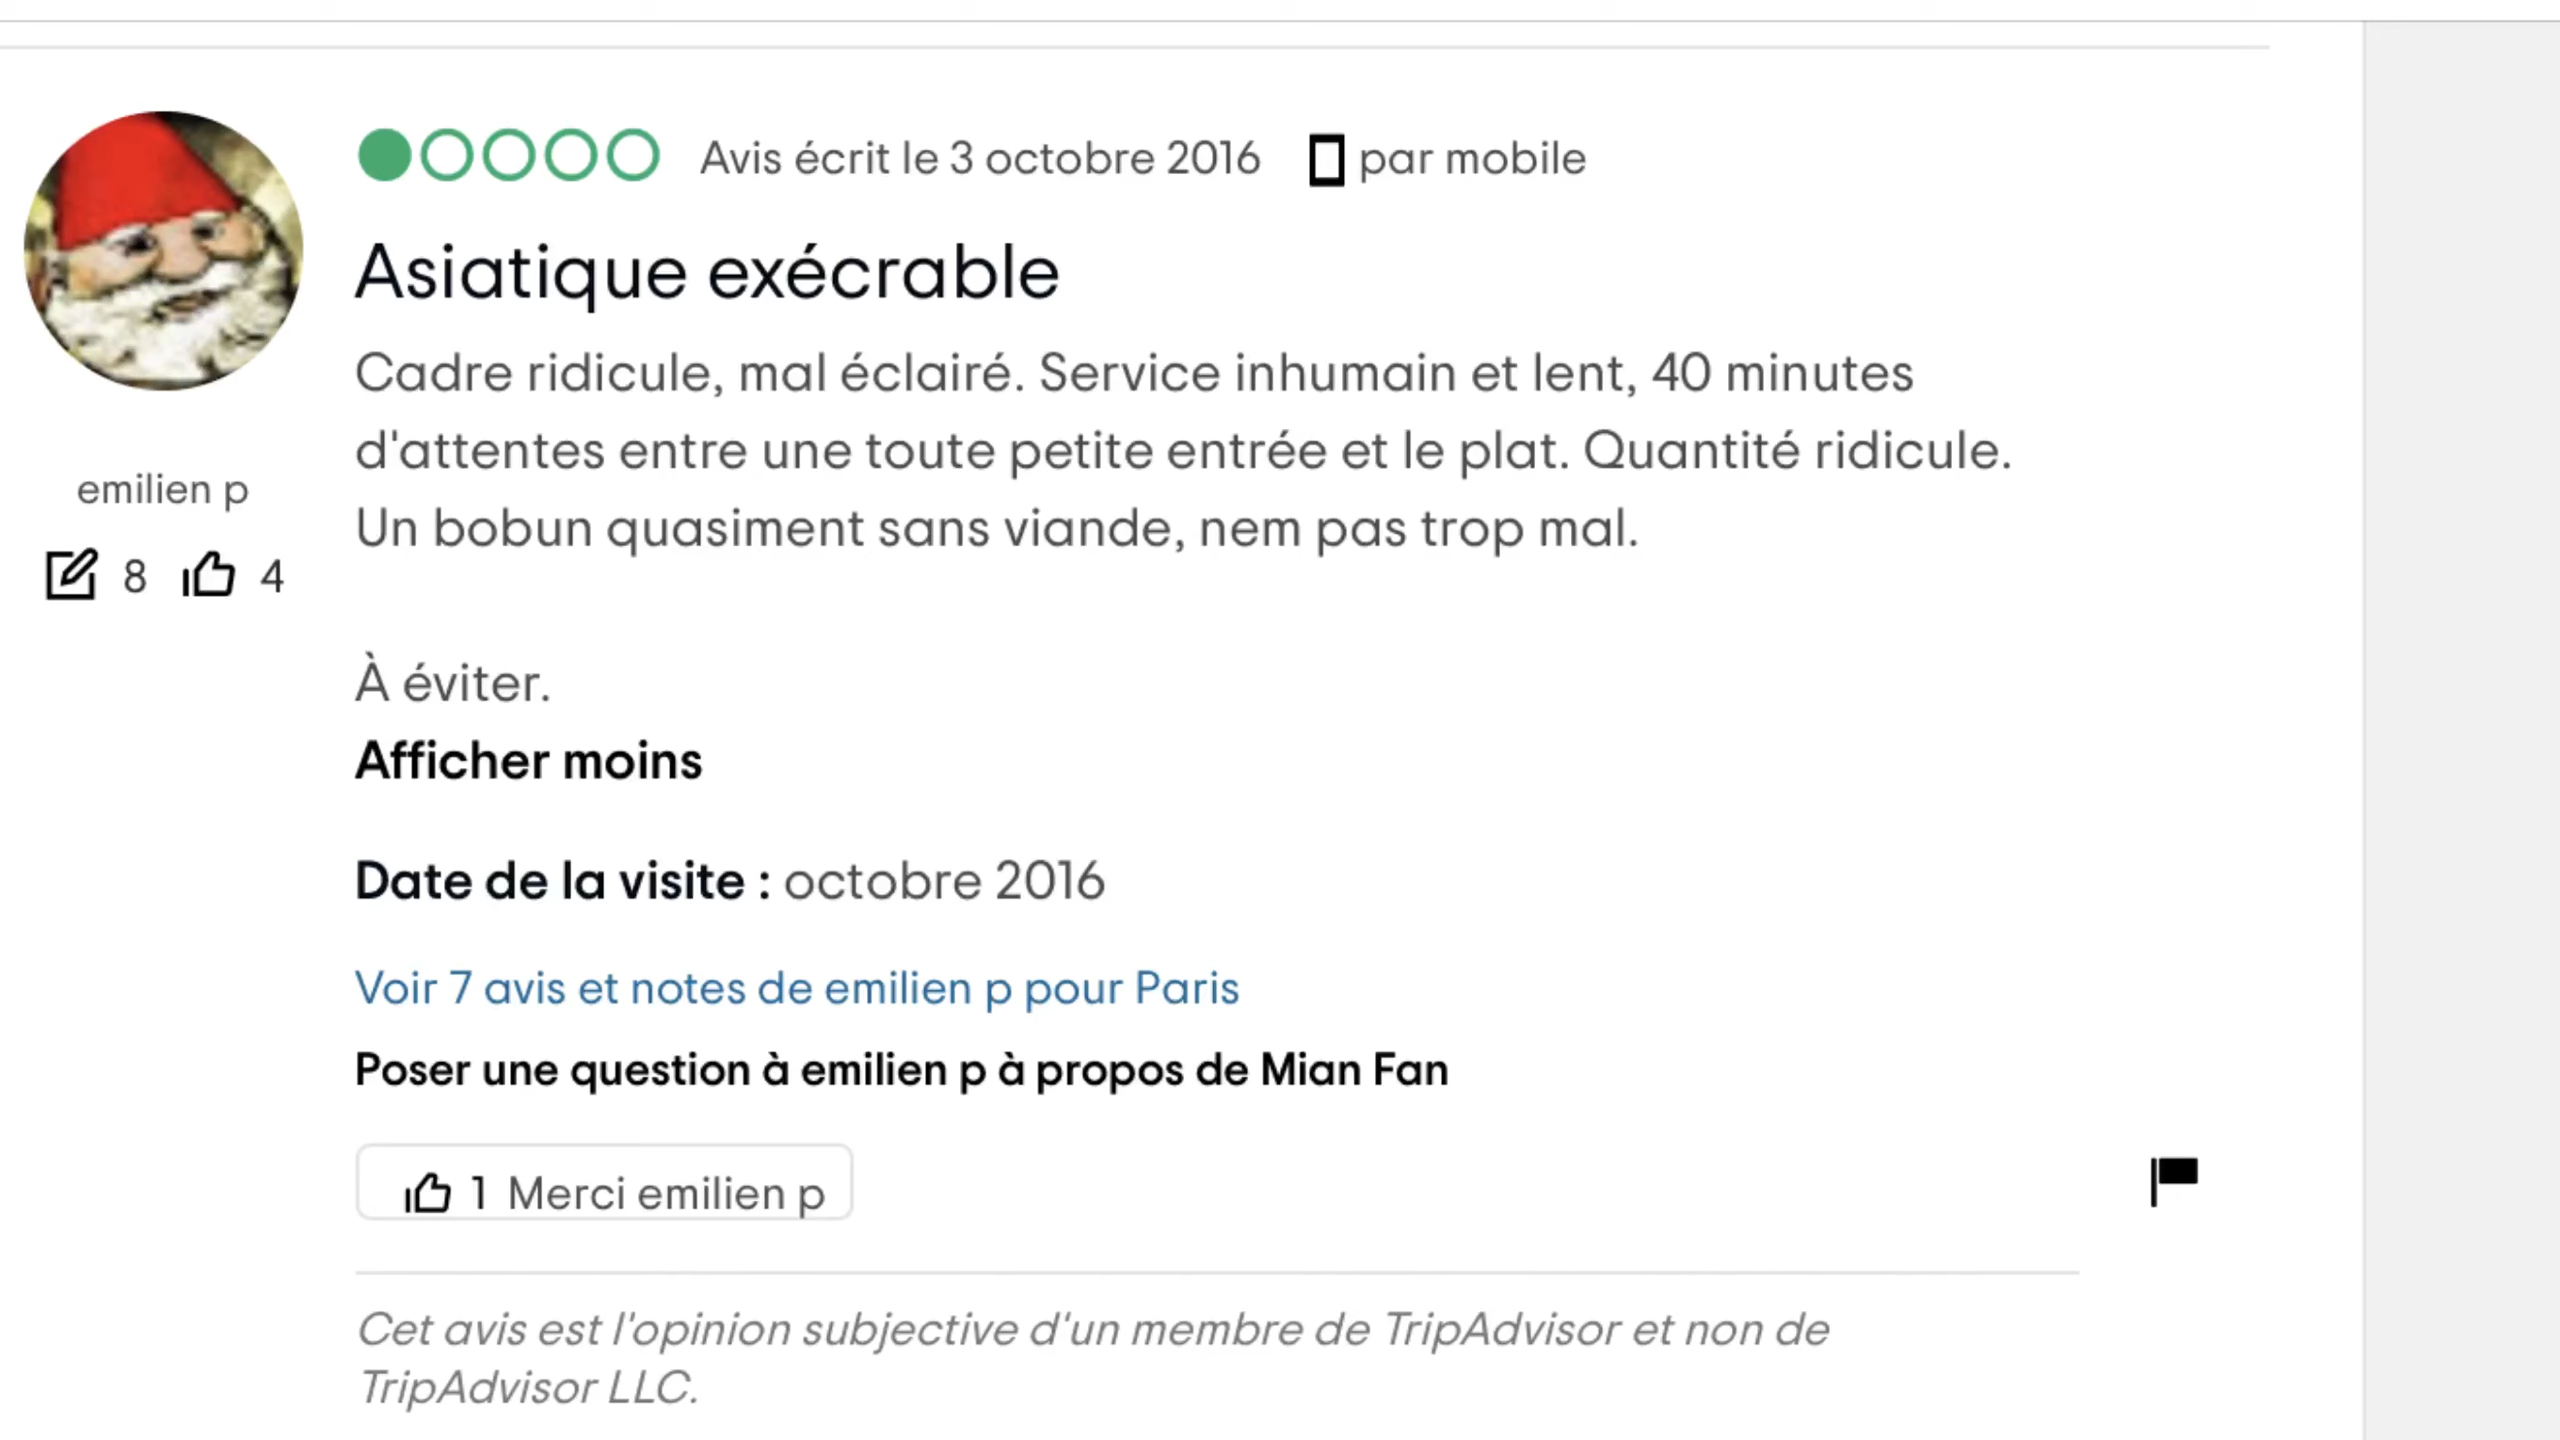 Avis écrit le 3 octobre 2016 par mobile
Asiatique exécrable
Cadre ridicule, mal éclairé. Service inhumain et lent, 40 minutes
d'attentes entre une toute petite entrée et le plat. Quantité ridicule.
Un bobun quasiment sans viande, nem pas trop mal.
emilien p
8 4
À éviter.
Afficher moins
Date de la visite : octobre 2016
Voir 7 avis et notes de emilien p pour Paris
Poser une question à emilien p à propos de Mian Fan
1 Merci emilien p
Cet avis est l'opinion subjective d'un membre de TripAdvisor et non de
TripAdvisor LLC.